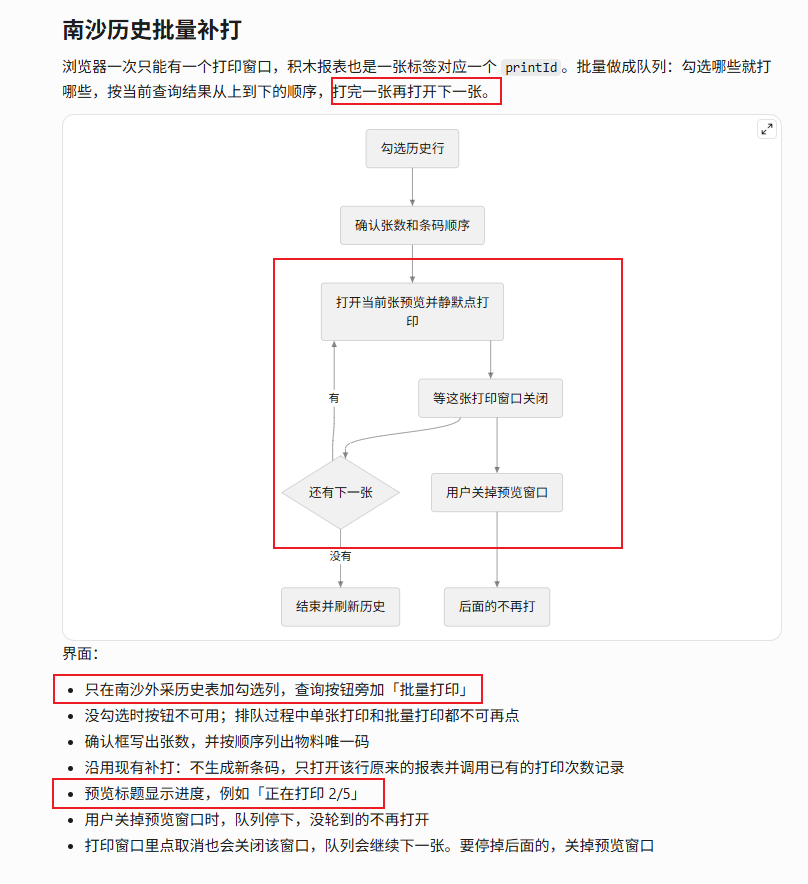 南沙历史批量补打
浏览器一次只能有一个打印窗口，积木报表也是一张标签对应一个 printId。批量做成队列：勾选哪些就打
哪些，按当前查询结果从上到下的顺序，打完一张再打开下一张。
勾选历史行
确认张数和条码顺序
打开当前张预览并静默点打
印
有
等这张打印窗口关闭
还有下一张
用户关掉预览窗口
没有
结束并刷新历史
后面的不再打
界面：
• 只在南沙外采历史表加勾选列，查询按钮旁加「批量打印」
• 没勾选时按钮不可用；排队过程中单张打印和批量打印都不可再点
• 确认框写出张数，并按顺序列出物料唯一码
• 沿用现有补打：不生成新条码，只打开该行原来的报表并调用已有的打印次数记录
• 预览标题显示进度，例如「正在打印 2/5」
• 用户关掉预览窗口时，队列停下，没轮到的不再打开
• 打印窗口里点取消也会关闭该窗口，队列会继续下一张。要停掉后面的，关掉预览窗口